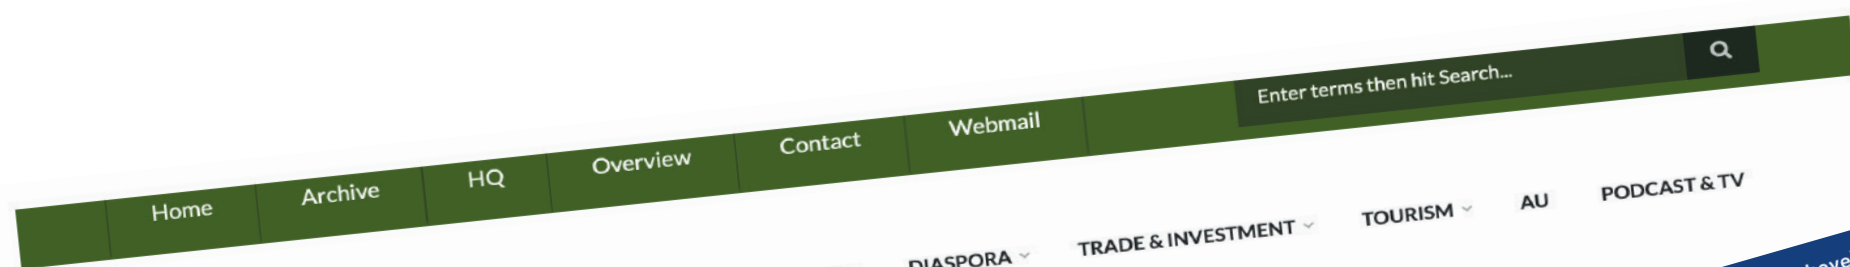 Home Archive HQ Overview Contact Webmail Enter terms then hit Search...
DIASPORA TRADE & INVESTMENT TOURISM AU PODCAST & TV